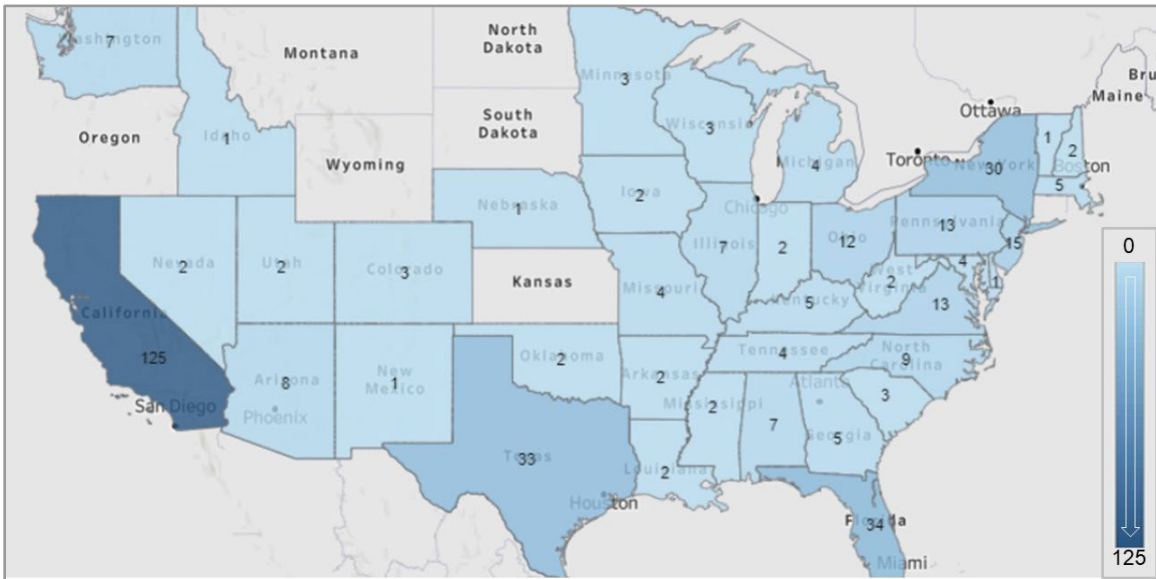 North
Dakota
Bru
Washington
7
Montana
Minnesota
3
Maine
Ottawa
South
Dakota
Oregon
Idaho
1
Wisconsin
3
1
2
Wyoming
Michigan
4
Toronto
New York
30
Boston
5
Iowa
2
Nebraska
1
Chicago
Pennsylvania
13
Illinois
7
2
Ohio
12
15
0
Nevada
2
Utah
2
Colorado
3
Kansas
4
West
Virginia
2
1
Missouri
4
Kentucky
5
13
California
125
Oklahoma
2
Tennessee
4
North
Carolina
9
Arizona
8
New
Mexico
1
Arkansas
2
Atlanta
San Diego
Phoenix
Mississippi
2
7
3
Georgia
5
Texas
33
Louisiana
2
Houston
Florida
34
Miami
125